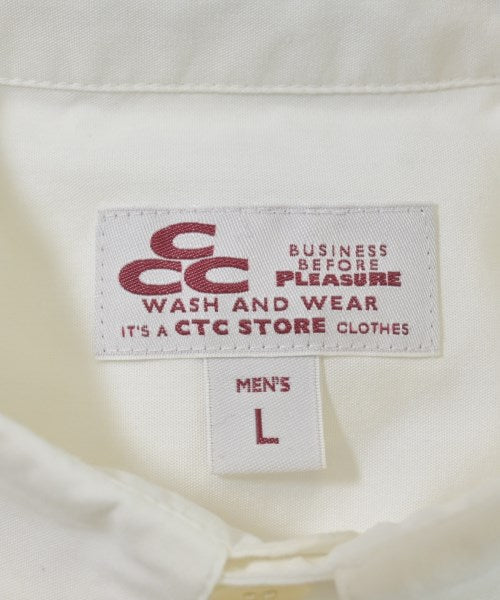 C
CCC
BUSINESS
BEFORE
PLEASURE
WASH AND WEAR
IT'S A CTC STORE CLOTHES
MEN'S
L